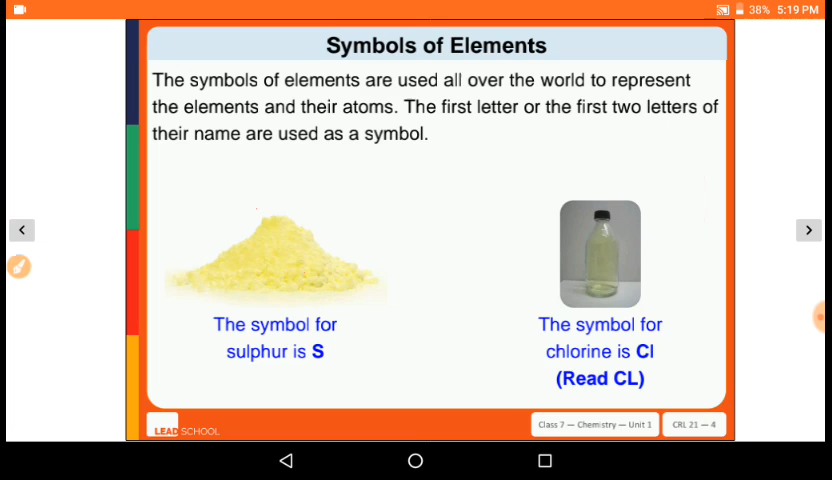 38% 5:19 PM
Symbols of Elements
The symbols of elements are used all over the world to represent
the elements and their atoms. The first letter or the first two letters of
their name are used as a symbol.
The symbol for
sulphur is S
The symbol for
chlorine is Cl
(Read CL)
LEAD SCHOOL
Class 7 — Chemistry — Unit 1
CRL 21 — 4